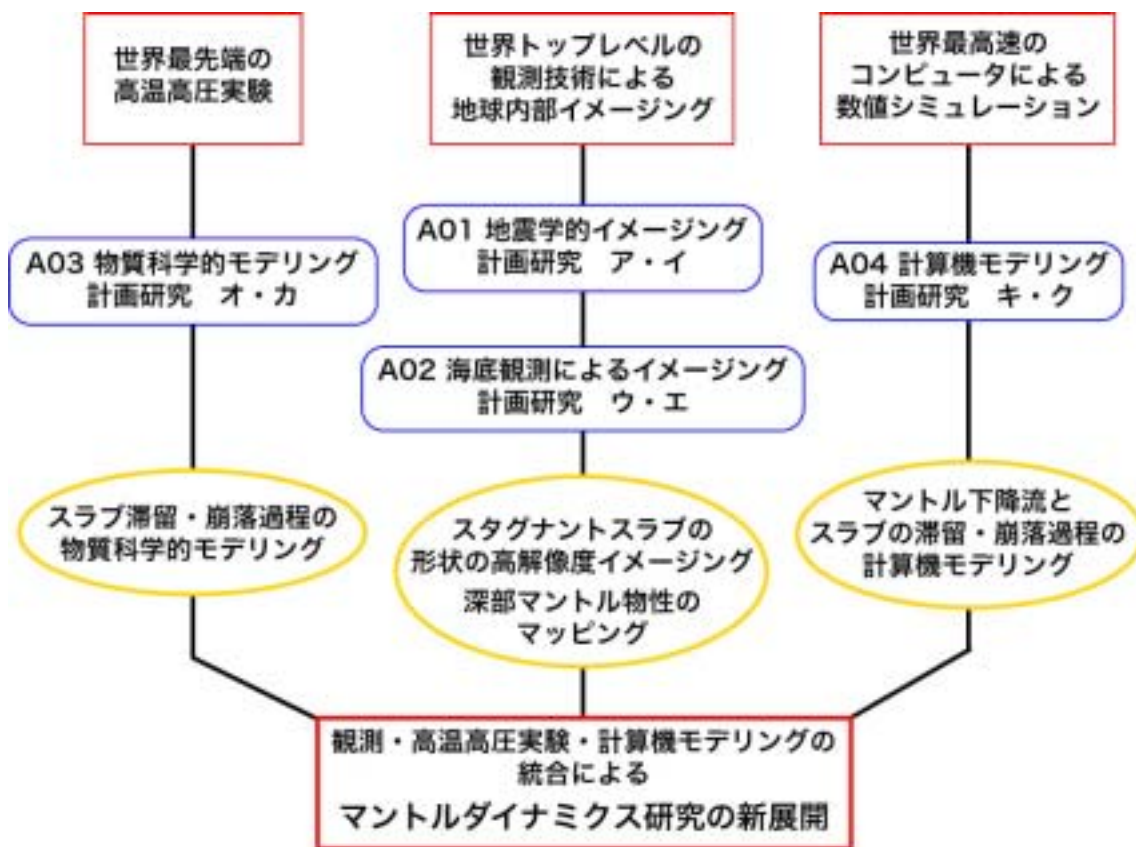 世界最先端の
高温高圧実験
世界トップレベルの
観測技術による
地球内部イメージング
世界最高速の
コンピュータによる
数値シミュレーション
A03 物質科学的モデリング
計画研究　オ・カ
A01 地震学的イメージング
計画研究　ア・イ
A04 計算機モデリング
計画研究　キ・ク
A02 海底観測によるイメージング
計画研究　ウ・エ
スラブ滞留・崩落過程の
物質科学的モデリング
スタグナントスラブの
形状の高解像度イメージング
深部マントル物性の
マッピング
マントル下降流と
スラブの滞留・崩落過程の
計算機モデリング
観測・高温高圧実験・計算機モデリングの
統合による
マントルダイナミクス研究の新展開